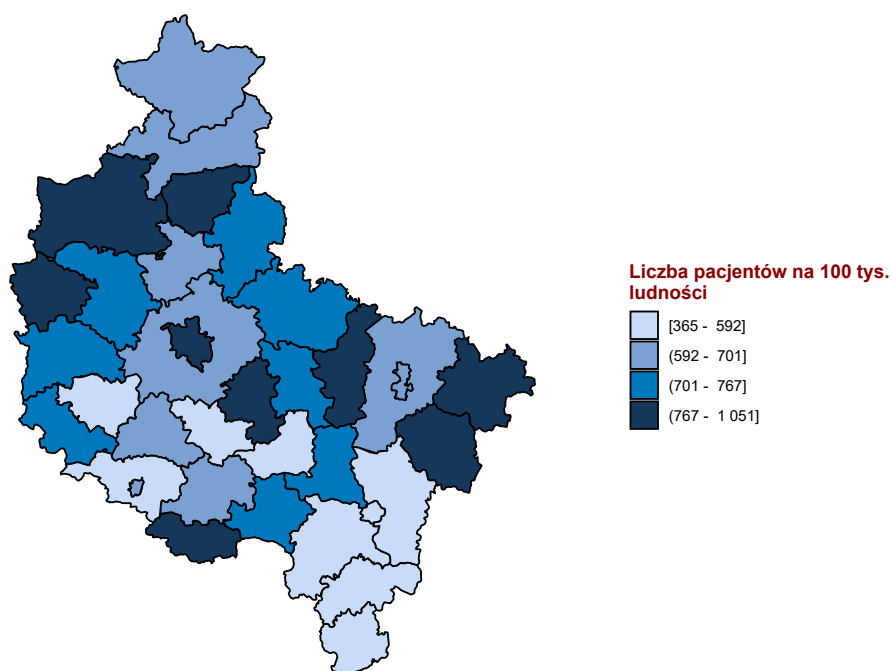 Liczba pacjentów na 100 tys.
ludności
[365 - 592]
(592 - 701]
(701 - 767]
(767 - 1 051]